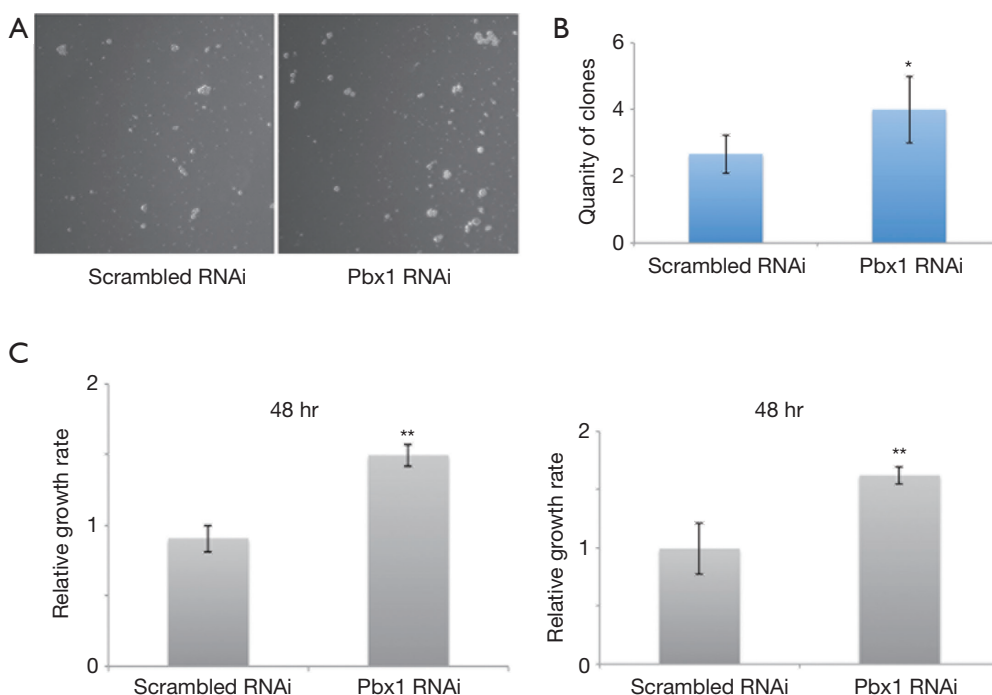 A
Scrambled RNAi Pbx1 RNAi
B
Quanity of clones
6
4
2
0
*
Scrambled RNAi Pbx1 RNAi
C
Relative growth rate
2
1
0
48 hr
**
Scrambled RNAi Pbx1 RNAi
Relative growth rate
2
1
0
48 hr
**
Scrambled RNAi Pbx1 RNAi